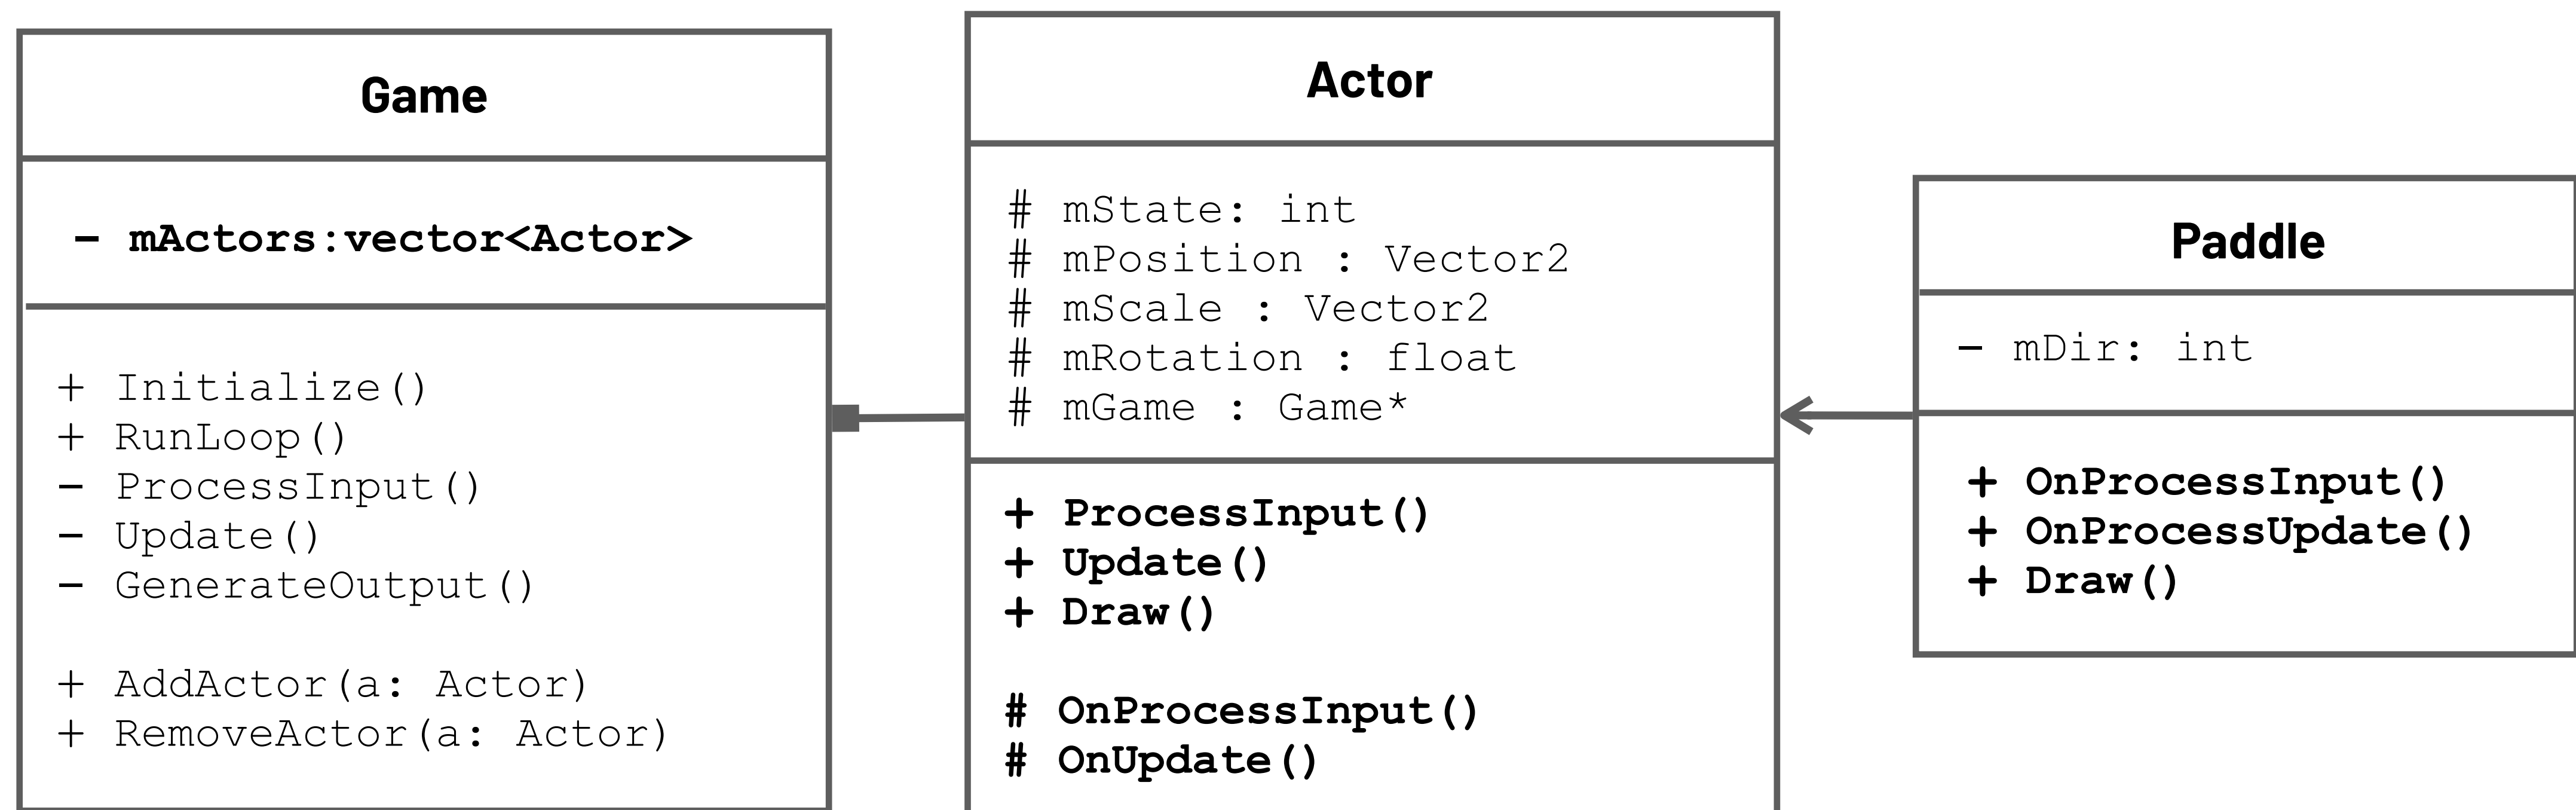 Game
- mActors:vector<Actor>
+ Initialize()
+ RunLoop()
- ProcessInput()
- Update()
- GenerateOutput()
+ AddActor(a: Actor)
+ RemoveActor(a: Actor)
Actor
# mState: int
# mPosition : Vector2
# mScale : Vector2
# mRotation : float
# mGame : Game*
+ ProcessInput()
+ Update()
+ Draw()
# OnProcessInput()
# OnUpdate()
Paddle
- mDir: int
+ OnProcessInput()
+ OnProcessUpdate()
+ Draw()